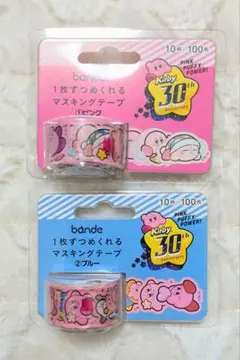 10柄 100枚
PINK PUFFY POWER!
Kirby
30th
Anniversary
bande
1枚ずつめくれる
マスキングテープ
①ピンク
10柄 100枚
PINK PUFFY POWER!
Kirby
30th
Anniversary
bande
1枚ずつめくれる
マスキングテープ
②ブルー